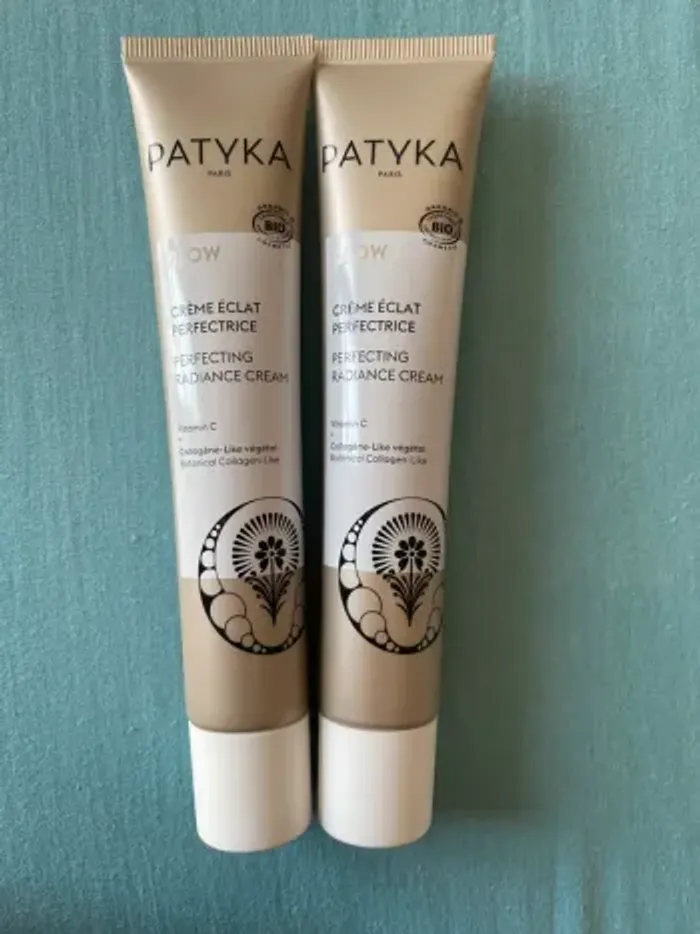 PATYKA
PARIS
BIO
CRÈME ÉCLAT
PERFECTRICE
PERFECTING
RADIANCE CREAM
Vitamin C
+
Collagène-Like végétal
Botanical Collagen-Like
PATYKA
PARIS
BIO
CRÈME ÉCLAT
PERFECTRICE
PERFECTING
RADIANCE CREAM
Vitamin C
+
Collagène-Like végétal
Botanical Collagen-Like